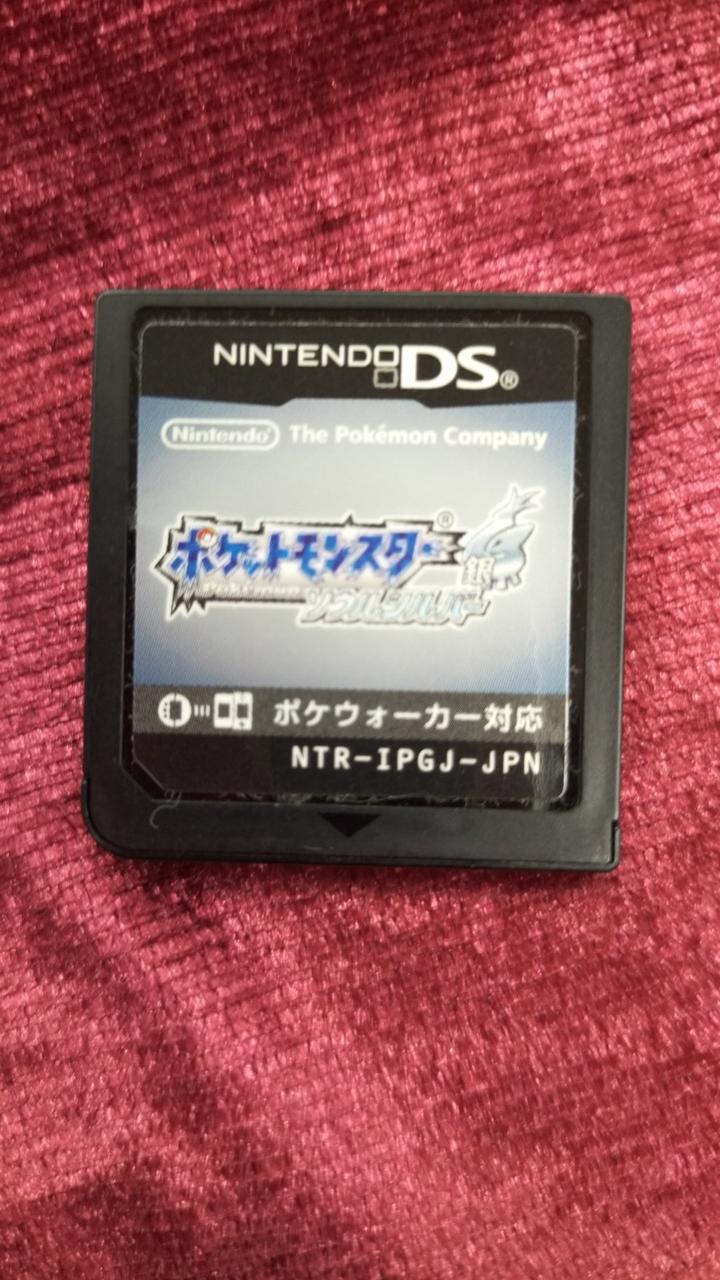 NINTENDO DS®
Nintendo® The Pokémon Company
ポケットモンスター®
銀
Pokémon ソウルシルバー
ポケウォーカー対応
NTR-IPGJ-JPN